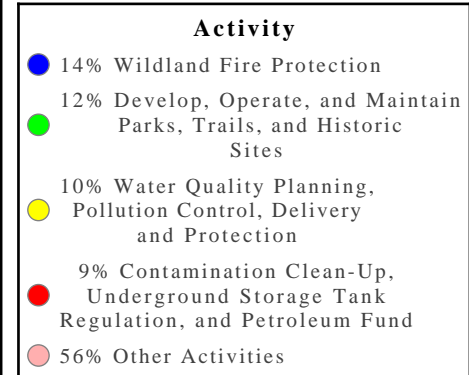 Activity
14% Wildland Fire Protection
12% Develop, Operate, and Maintain
Parks, Trails, and Historic
Sites
10% Water Quality Planning,
Pollution Control, Delivery
and Protection
9% Contamination Clean-Up,
Underground Storage Tank
Regulation, and Petroleum Fund
56% Other Activities